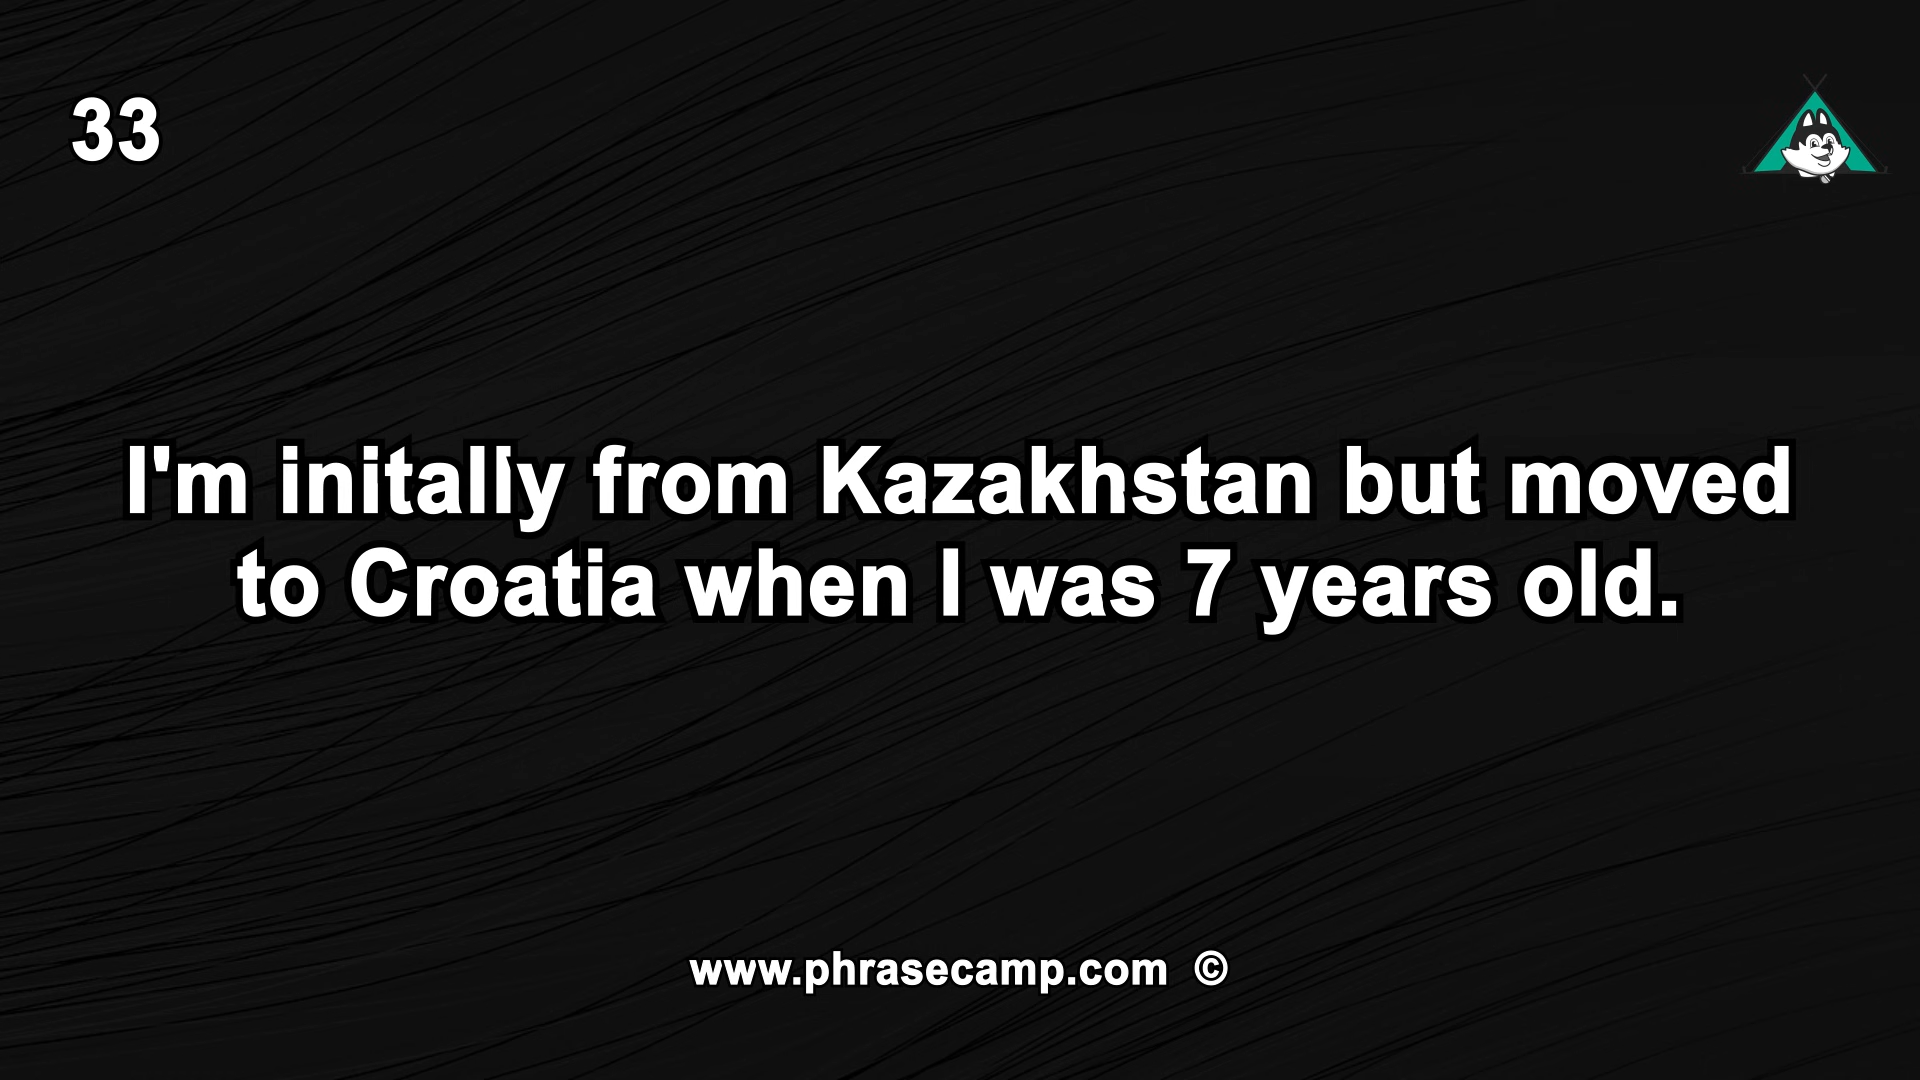 33
I'm initally from Kazakhstan but moved
to Croatia when I was 7 years old.
www.phrasecamp.com ©